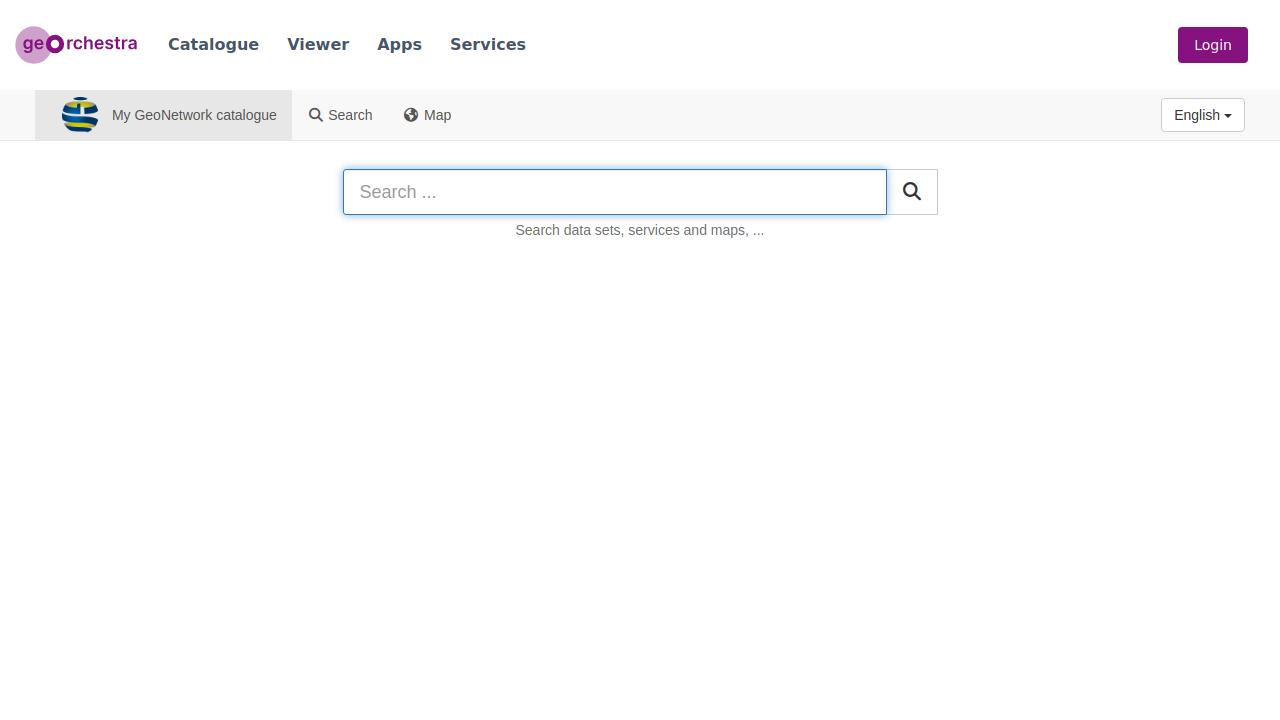 georchestra Catalogue Viewer Apps Services Login
My GeoNetwork catalogue Search Map English
Search ...
Search data sets, services and maps, ...